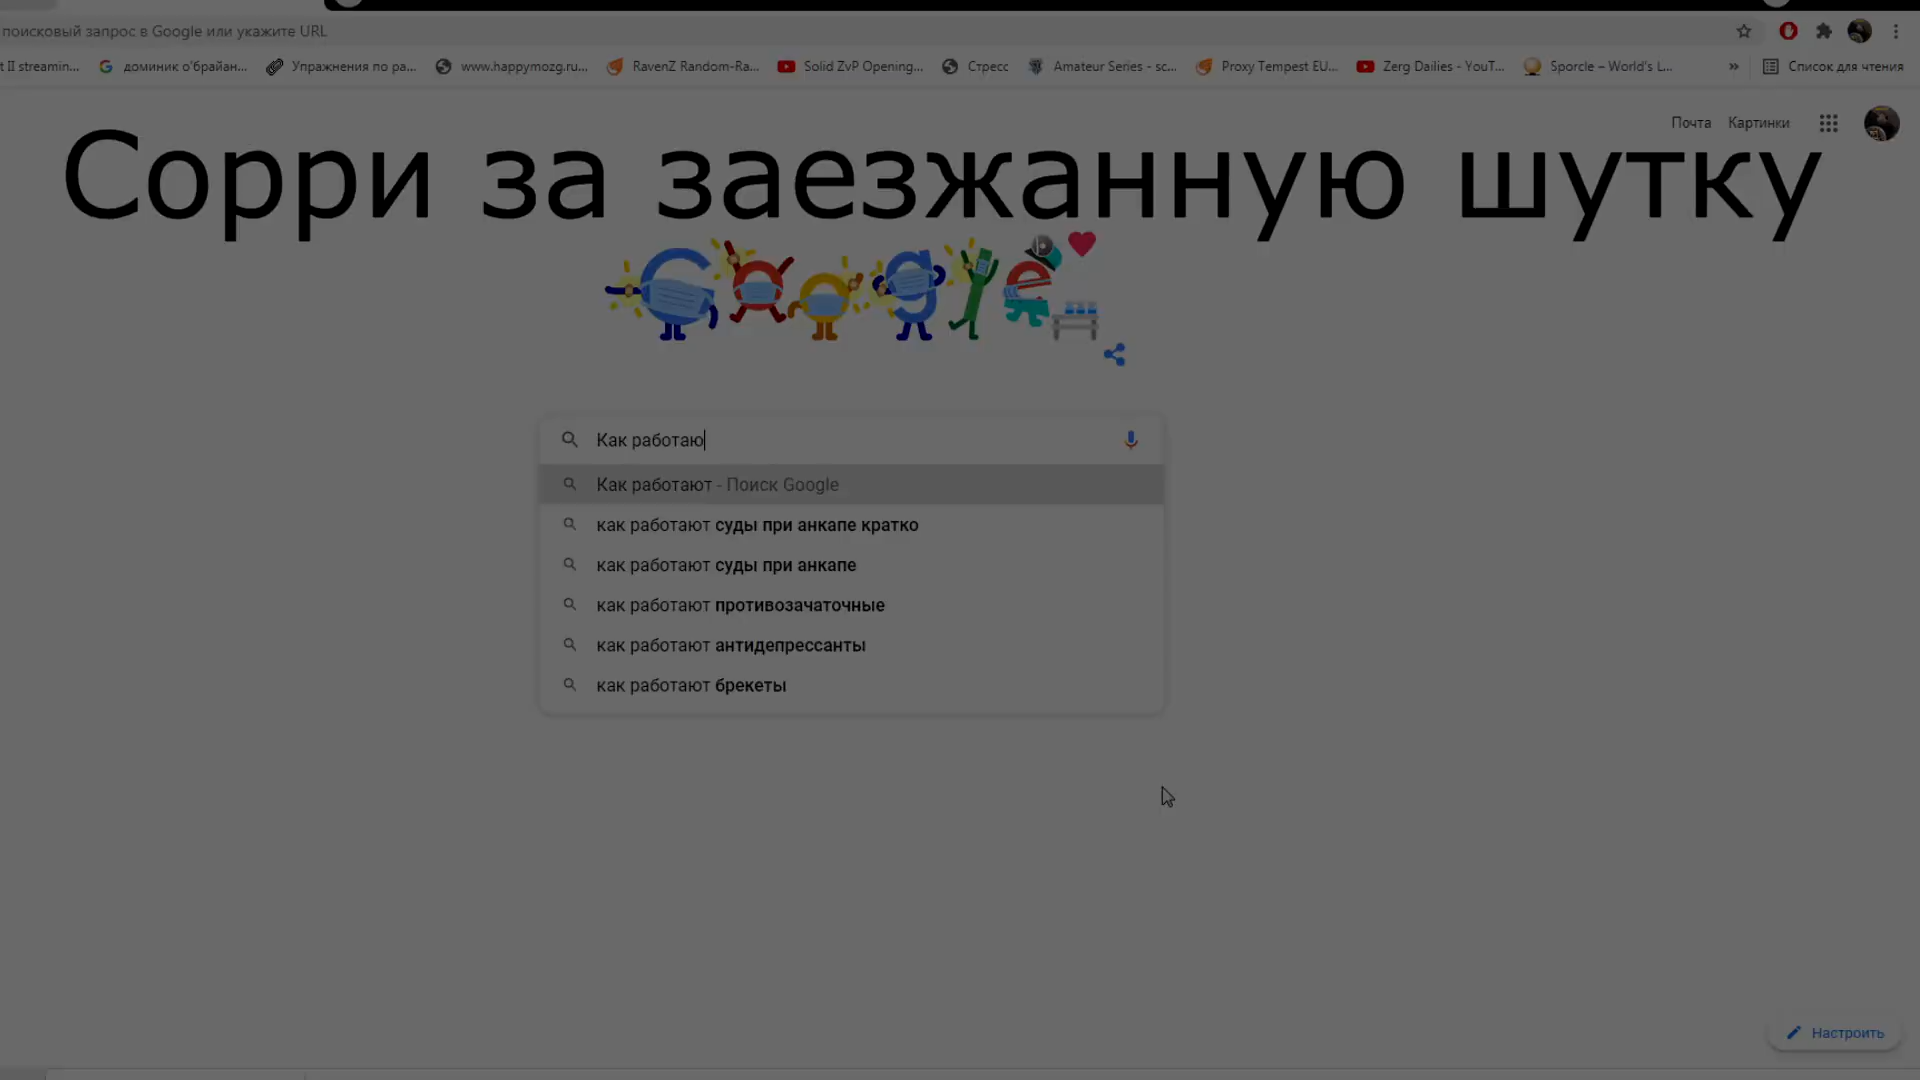 поисковый запрос в Google или укажите URL
t II streamin... доминик о'брайан... Упражнения по ра... www.happymozg.ru... RavenZ Random-Ra... Solid ZvP Opening... Стресс Amateur Series - sc... Proxy Tempest EU... Zerg Dailies - YouT... Sporcle – World's L... » Список для чтения
Почта Картинки
Сорри за заезжанную шутку
Google
Как работаю
Как работают - Поиск Google
как работают суды при анкапе кратко
как работают суды при анкапе
как работают противозачаточные
как работают антидепрессанты
как работают брекеты
Настроить